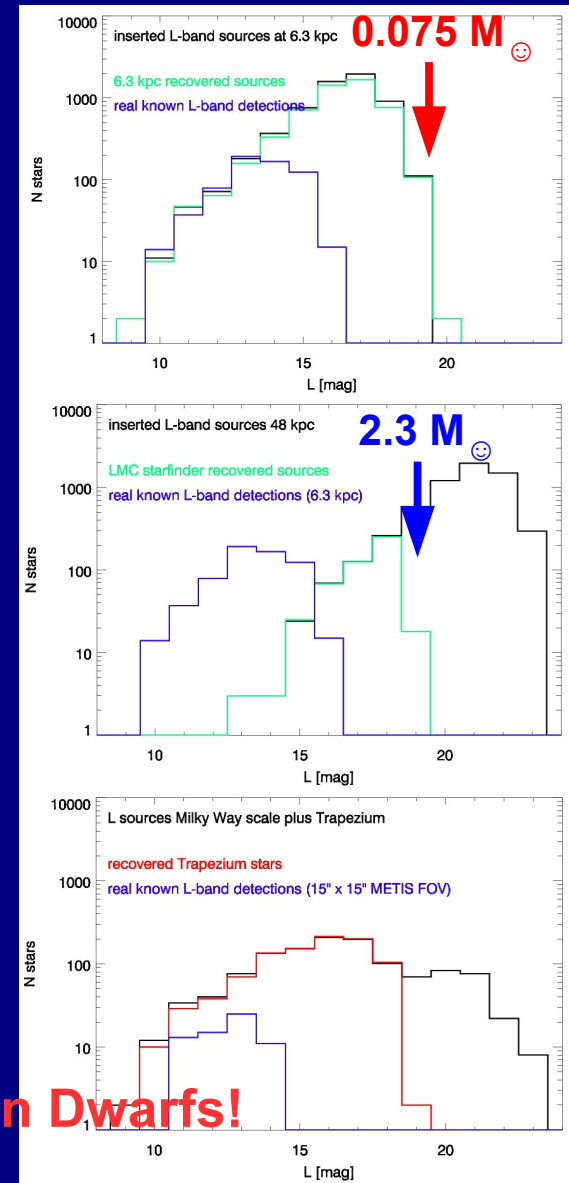 10000
inserted L-band sources at 6.3 kpc
0.075 M☺
6.3 kpc recovered sources
real known L-band detections
1000
100
10
1
N stars
10 15 20
L [mag]
10000
inserted L-band sources 48 kpc
2.3 M☺
LMC starfinder recovered sources
real known L-band detections (6.3 kpc)
1000
100
10
1
N stars
10 15 20
L [mag]
10000
L sources Milky Way scale plus Trapezium
recovered Trapezium stars
real known L-band detections (15" x 15" METIS FOV)
1000
100
10
1
N stars
n Dwarfs!
10 15 20
L [mag]